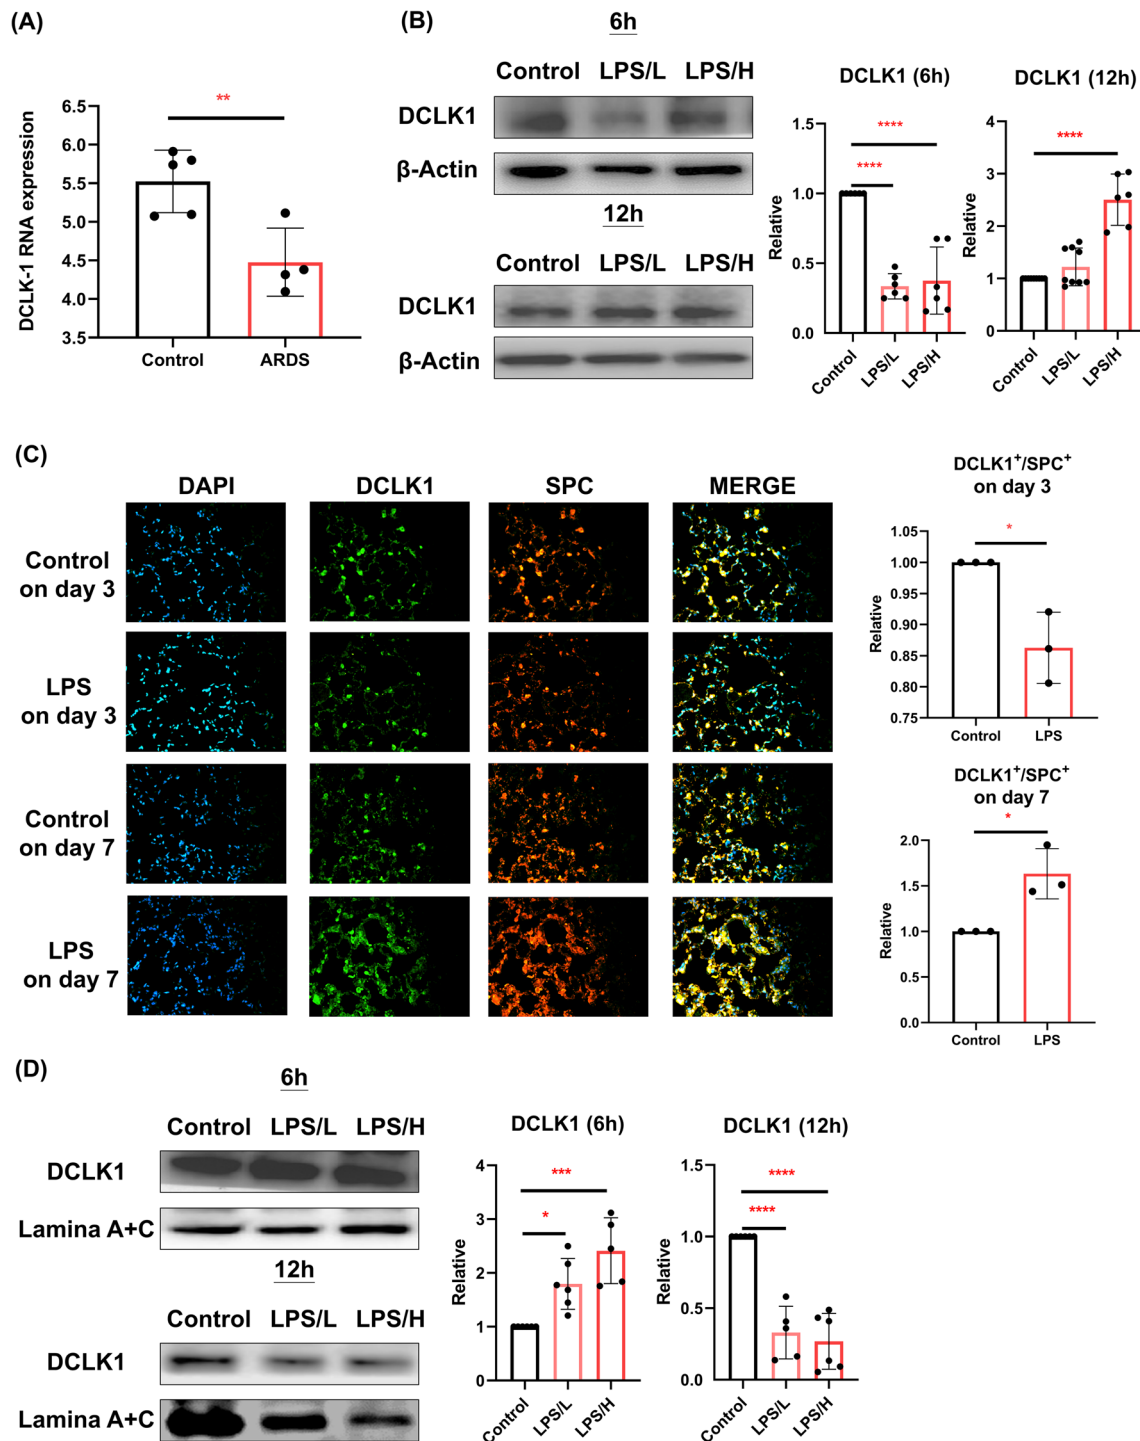 (A)
**
DCLK-1 RNA expression
6.5
6.0
5.5
5.0
4.5
4.0
3.5
Control ARDS
(B)
6h
Control LPS/L LPS/H
DCLK1
β-Actin
12h
Control LPS/L LPS/H
DCLK1
β-Actin
DCLK1 (6h)
Relative
1.5
1.0
0.5
0.0
****
****
Control LPS/L LPS/H
DCLK1 (12h)
Relative
4
3
2
1
0
****
Control LPS/L LPS/H
(C)
DAPI DCLK1 SPC MERGE
Control
on day 3
LPS
on day 3
Control
on day 7
LPS
on day 7
DCLK1+/SPC+
on day 3
Relative
1.05
1.00
0.95
0.90
0.85
0.80
0.75
*
Control LPS
DCLK1+/SPC+
on day 7
Relative
2.0
1.5
1.0
0.5
0.0
*
Control LPS
(D)
6h
Control LPS/L LPS/H
DCLK1
Lamina A+C
12h
Control LPS/L LPS/H
DCLK1
Lamina A+C
DCLK1 (6h)
Relative
4
3
2
1
0
***
*
Control LPS/L LPS/H
DCLK1 (12h)
Relative
1.5
1.0
0.5
0.0
****
****
Control LPS/L LPS/H